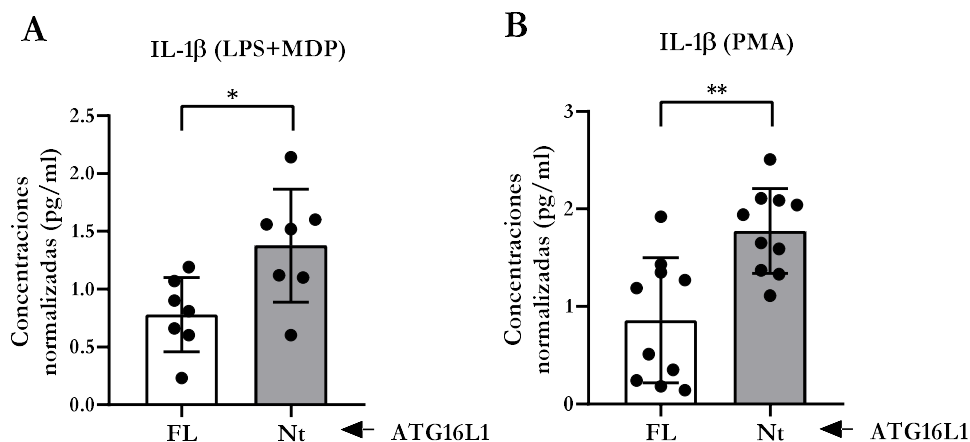 A
IL-1β (LPS+MDP)
*
Concentraciones
normalizadas (pg/ml)
2.5
2.0
1.5
1.0
0.5
0.0
FL
Nt
ATG16L1
B
IL-1β (PMA)
**
Concentraciones
normalizadas (pg/ml)
3
2
1
0
FL
Nt
ATG16L1